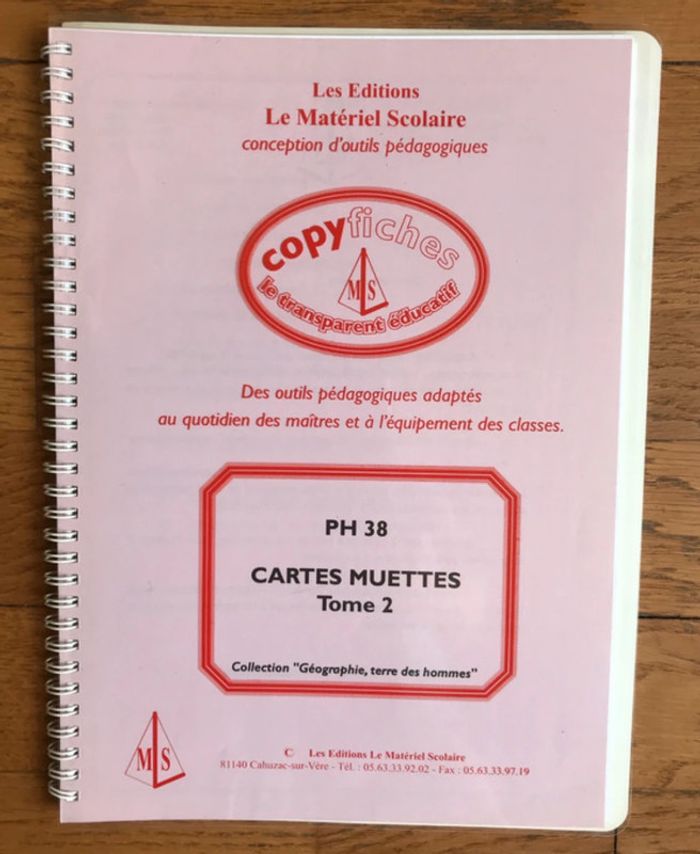 Les Editions
Le Matériel Scolaire
conception d'outils pédagogiques
copyfiches
MS
le transparent éducatif
Des outils pédagogiques adaptés
au quotidien des maîtres et à l'équipement des classes.
PH 38
CARTES MUETTES
Tome 2
Collection "Géographie, terre des hommes"
MS
© Les Editions Le Matériel Scolaire
81140 Cahuzac-sur-Vère - Tél. : 05.63.33.92.02 - Fax : 05.63.33.97.19